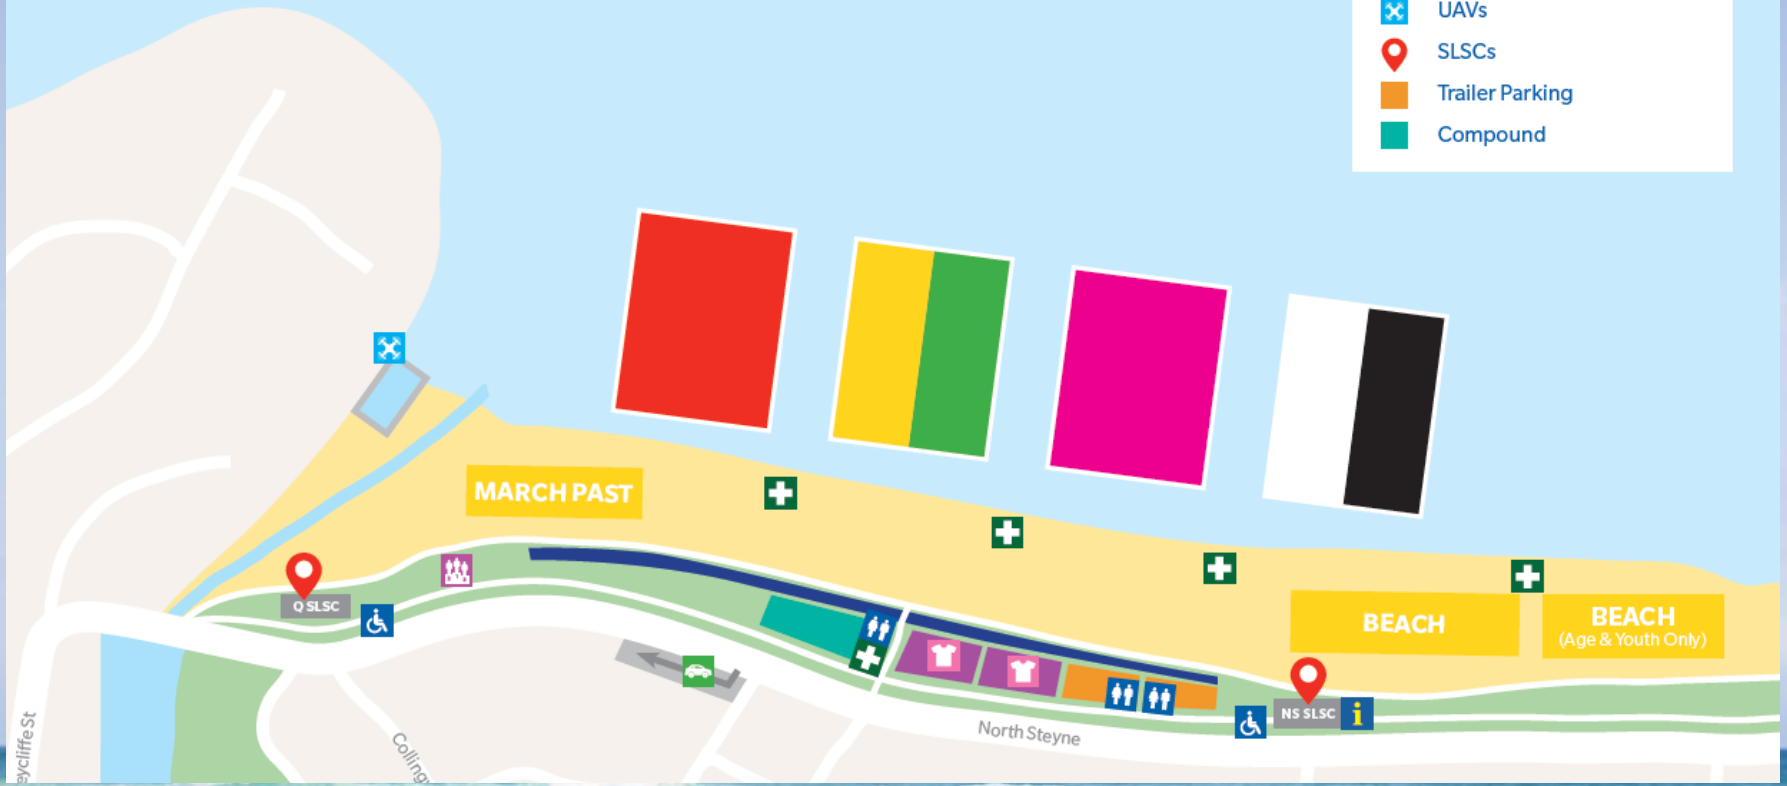 UAVs
SLSCs
Trailer Parking
Compound
MARCH PAST
Q SLSC
BEACH
BEACH
(Age & Youth Only)
NS SLSC
i
North Steyne